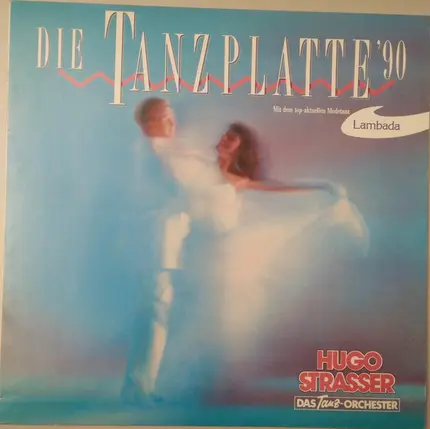 DIE TANZPLATTE '90
Mit dem top-aktuellen Modetanz
Lambada
HUGO
STRASSER
DAS Tanz-ORCHESTER